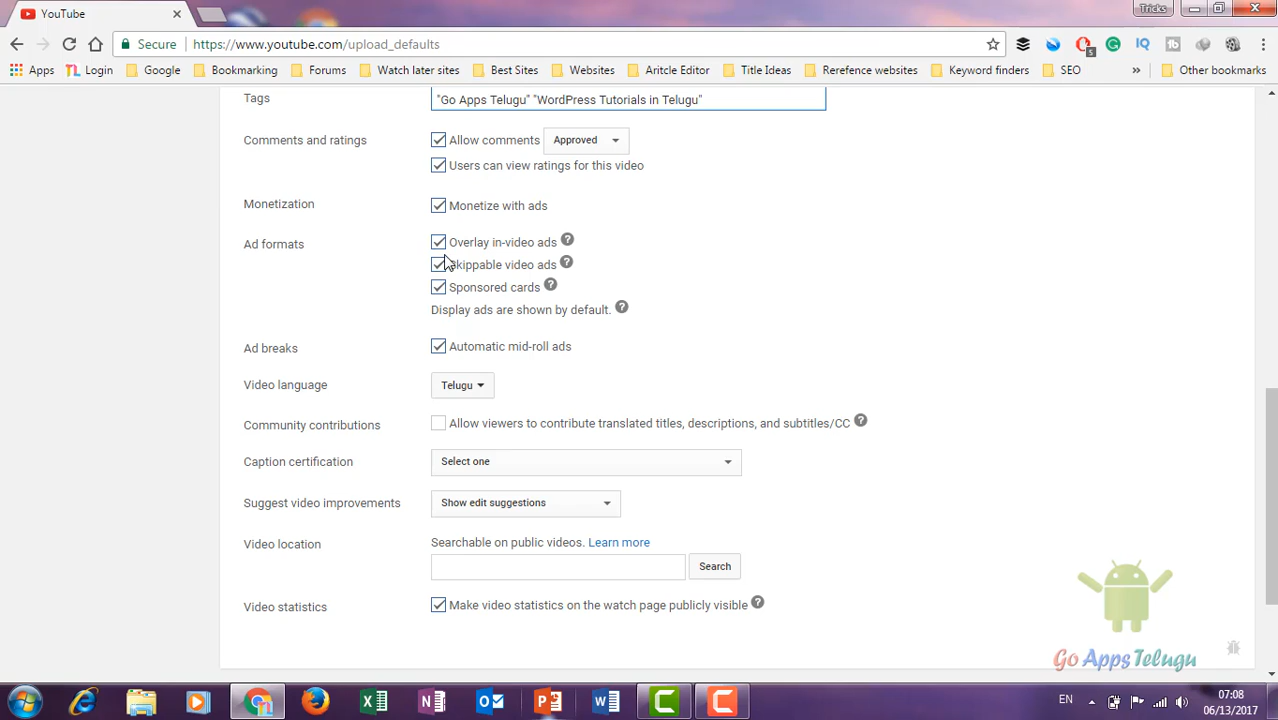 YouTube
Tricks
Secure
https://www.youtube.com/upload_defaults
IQ
5
Apps
Login
Google
Bookmarking
Forums
Watch later sites
Best Sites
Websites
Aritcle Editor
Title Ideas
Rerefence websites
Keyword finders
SEO
Other bookmarks
Tags
"Go Apps Telugu" "WordPress Tutorials in Telugu"
Comments and ratings
Allow comments
Approved
Users can view ratings for this video
Monetization
Monetize with ads
Ad formats
Overlay in-video ads
Skippable video ads
Sponsored cards
Display ads are shown by default.
Ad breaks
Automatic mid-roll ads
Video language
Telugu
Community contributions
Allow viewers to contribute translated titles, descriptions, and subtitles/CC
Caption certification
Select one
Suggest video improvements
Show edit suggestions
Video location
Searchable on public videos. Learn more
Search
Video statistics
Make video statistics on the watch page publicly visible
Go Apps Telugu
EN
07:08
06/13/2017